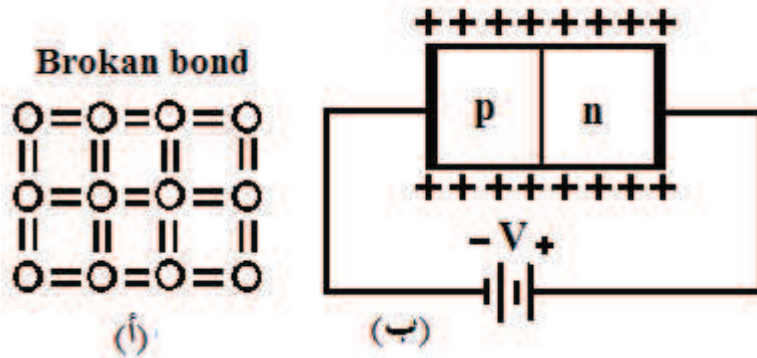 + + + + + + + +
Brokan bond
p n
+ + + + + + + +
− V +
(أ)
(ب)